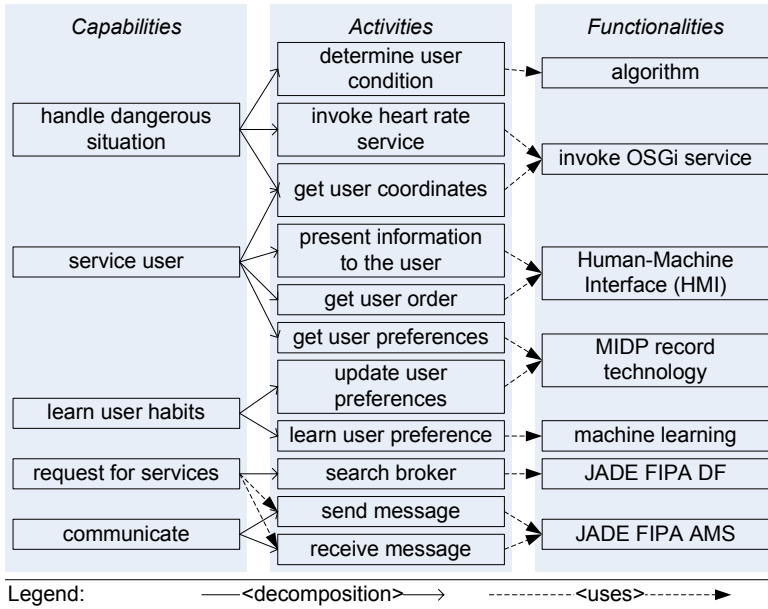 Capabilities
Activities
Functionalities
handle dangerous
situation
service user
learn user habits
request for services
communicate
determine user
condition
invoke heart rate
service
get user coordinates
present information
to the user
get user order
get user preferences
update user
preferences
learn user preference
search broker
send message
receive message
algorithm
invoke OSGi service
Human-Machine
Interface (HMI)
MIDP record
technology
machine learning
JADE FIPA DF
JADE FIPA AMS
Legend: <decomposition> <uses>